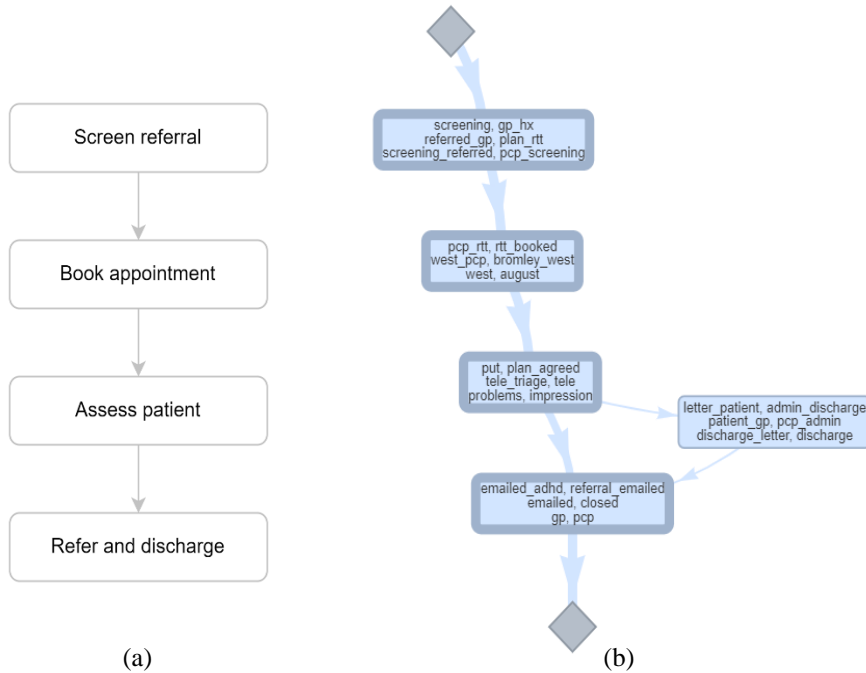 Screen referral
Book appointment
Assess patient
Refer and discharge
(a)
screening, gp_hx
referred_gp, plan_rtt
screening_referred, pcp_screening
pcp_rtt, rtt_booked
west_pcp, bromley_west
west, august
put, plan_agreed
tele_triage, tele
problems, impression
letter_patient, admin_discharge
patient_gp, pcp_admin
discharge_letter, discharge
emailed_adhd, referral_emailed
emailed, closed
gp, pcp
(b)